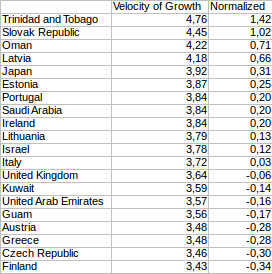 Velocity of Growth Normalized
Trinidad and Tobago 4,76 1,42
Slovak Republic 4,45 1,02
Oman 4,22 0,71
Latvia 4,18 0,66
Japan 3,92 0,31
Estonia 3,87 0,25
Portugal 3,84 0,20
Saudi Arabia 3,84 0,20
Ireland 3,84 0,20
Lithuania 3,79 0,13
Israel 3,78 0,12
Italy 3,72 0,03
United Kingdom 3,64 -0,06
Kuwait 3,59 -0,14
United Arab Emirates 3,57 -0,16
Guam 3,56 -0,17
Austria 3,48 -0,28
Greece 3,48 -0,28
Czech Republic 3,46 -0,30
Finland 3,43 -0,34